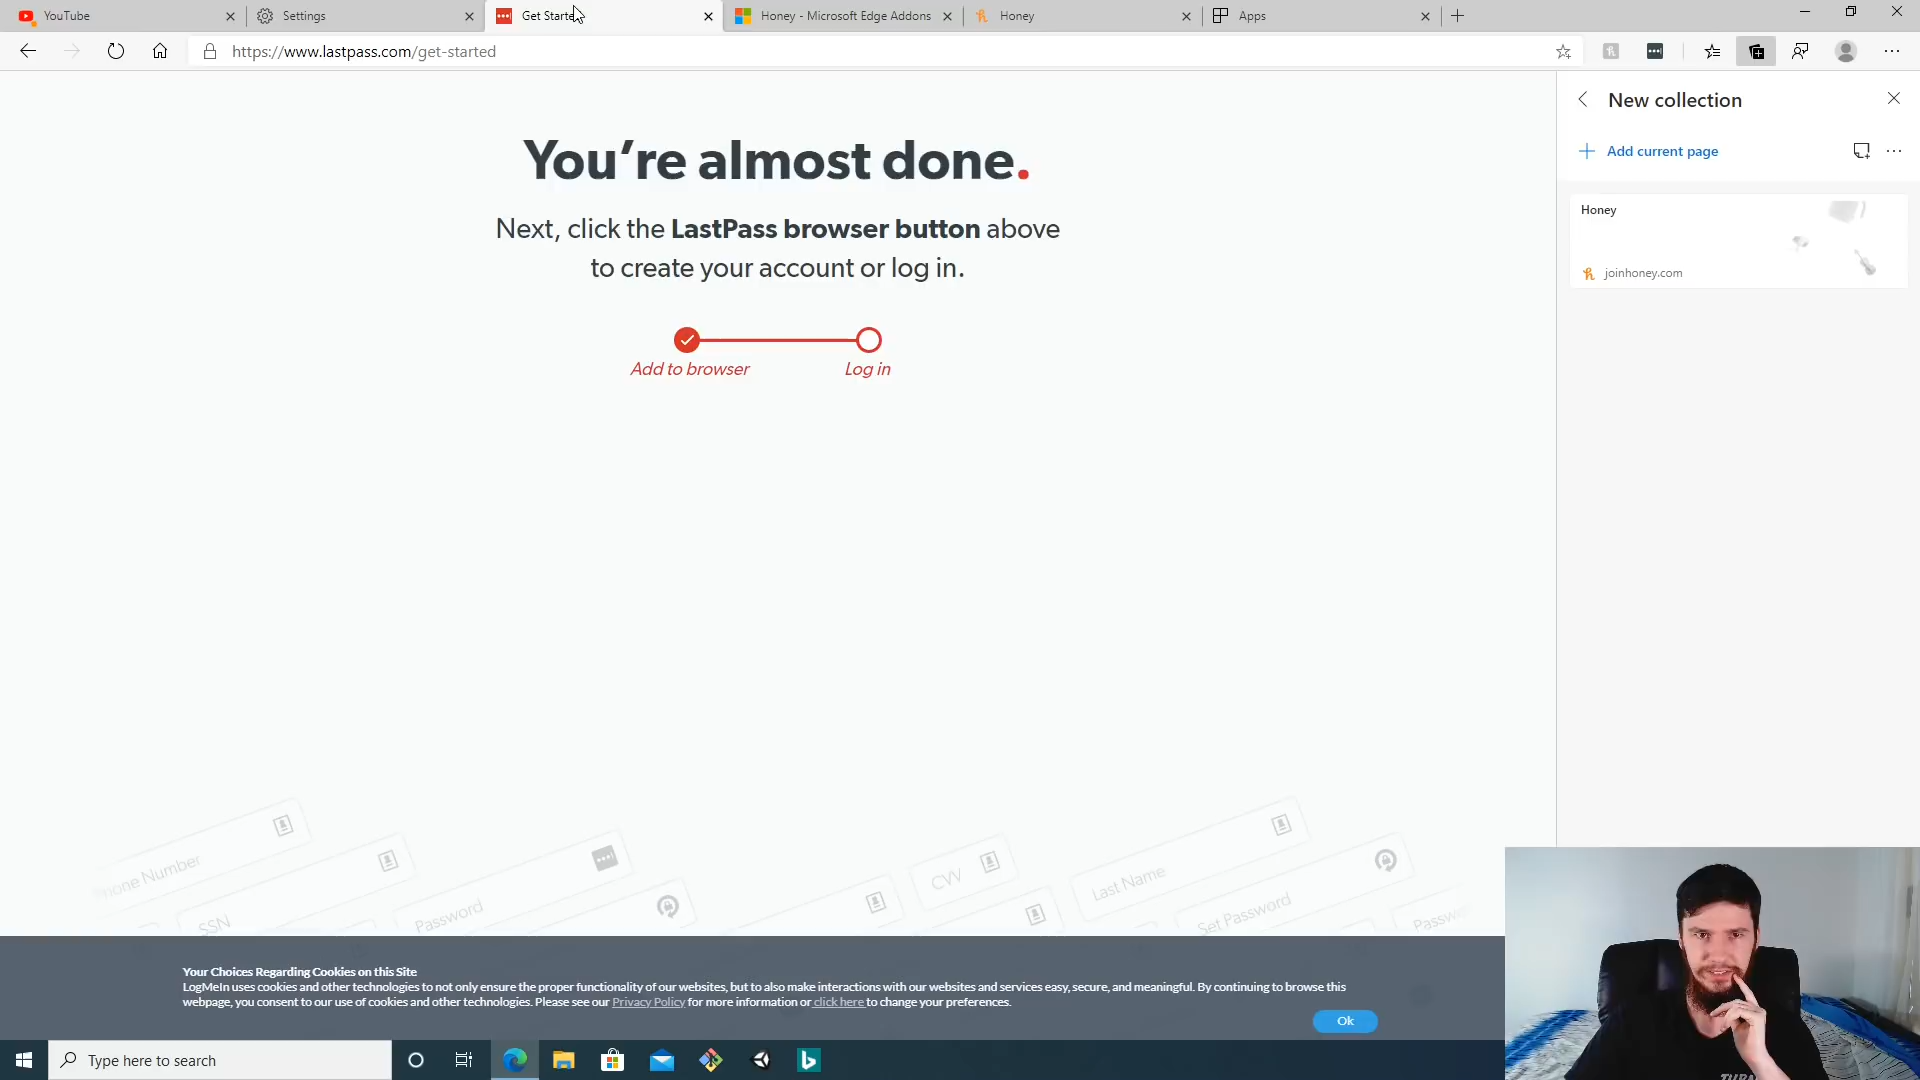 YouTube
Settings
Get Starte
Honey - Microsoft Edge Addons
Honey
Apps
https://www.lastpass.com/get-started
New collection
Add current page
Honey
joinhoney.com
You're almost done.
Next, click the LastPass browser button above
to create your account or log in.
Add to browser
Log in
hone Number
SSN
Password
CVV
Last Name
Set Password
Passwo
Your Choices Regarding Cookies on this Site
LogMeIn uses cookies and other technologies to not only ensure the proper functionality of our websites, but to also make interactions with our websites and services easy, secure, and meaningful. By continuing to browse this
webpage, you consent to our use of cookies and other technologies. Please see our Privacy Policy for more information or click here to change your preferences.
Ok
Type here to search